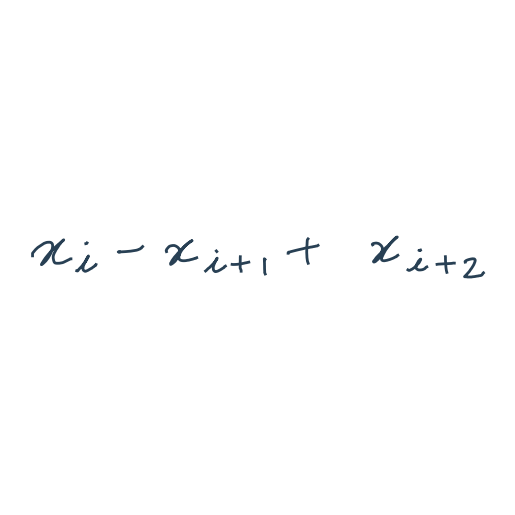 x_i - x_{i+1} + x_{i+2}